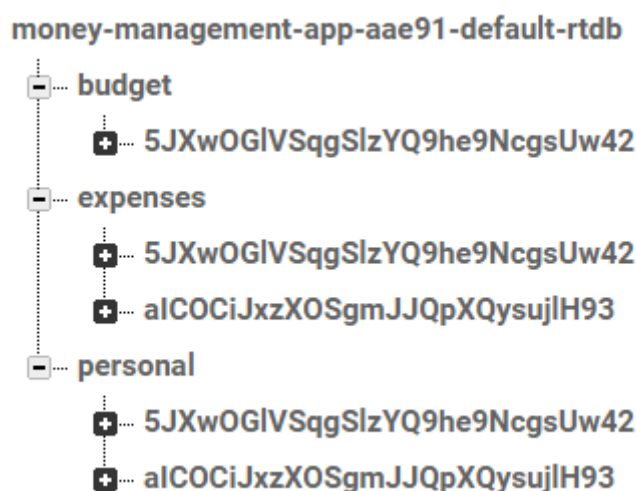 money-management-app-aae91-default-rtdb
budget
5JXwOGlVSqgSlzYQ9he9NcgsUw42
expenses
5JXwOGlVSqgSlzYQ9he9NcgsUw42
alCOCiJxzXOSgmJJQpXQysujlH93
personal
5JXwOGlVSqgSlzYQ9he9NcgsUw42
alCOCiJxzXOSgmJJQpXQysujlH93